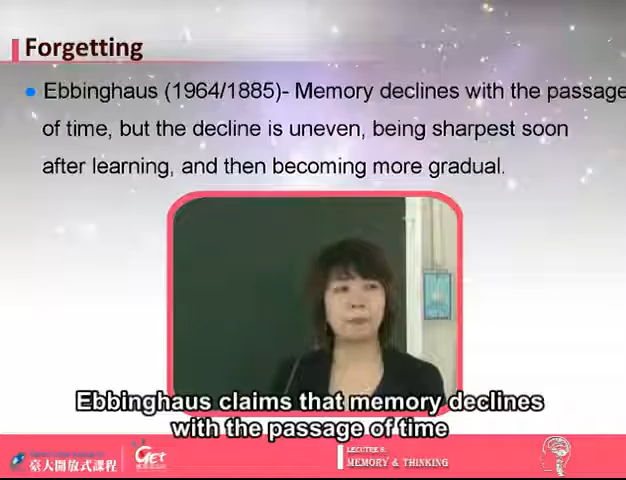 Forgetting
Ebbinghaus (1964/1885)- Memory declines with the passage
of time, but the decline is uneven, being sharpest soon
after learning, and then becoming more gradual.
Ebbinghaus claims that memory declines
with the passage of time
臺大開放式課程
GET
LECUTRE 8:
MEMORY & THINKING